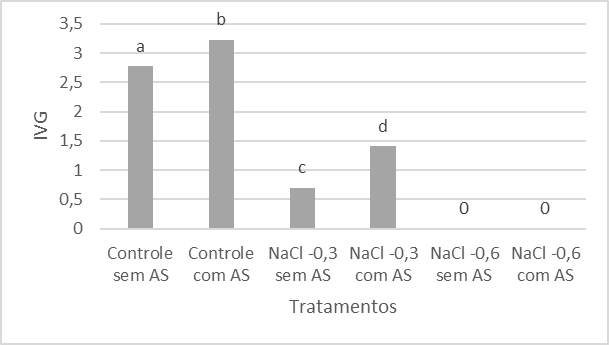 3,5
3
2,5
2
1,5
1
0,5
0
IVG
a
b
c
d
0
0
Controle
sem AS
Controle
com AS
NaCl -0,3
sem AS
NaCl -0,3
com AS
NaCl -0,6
sem AS
NaCl -0,6
com AS
Tratamentos